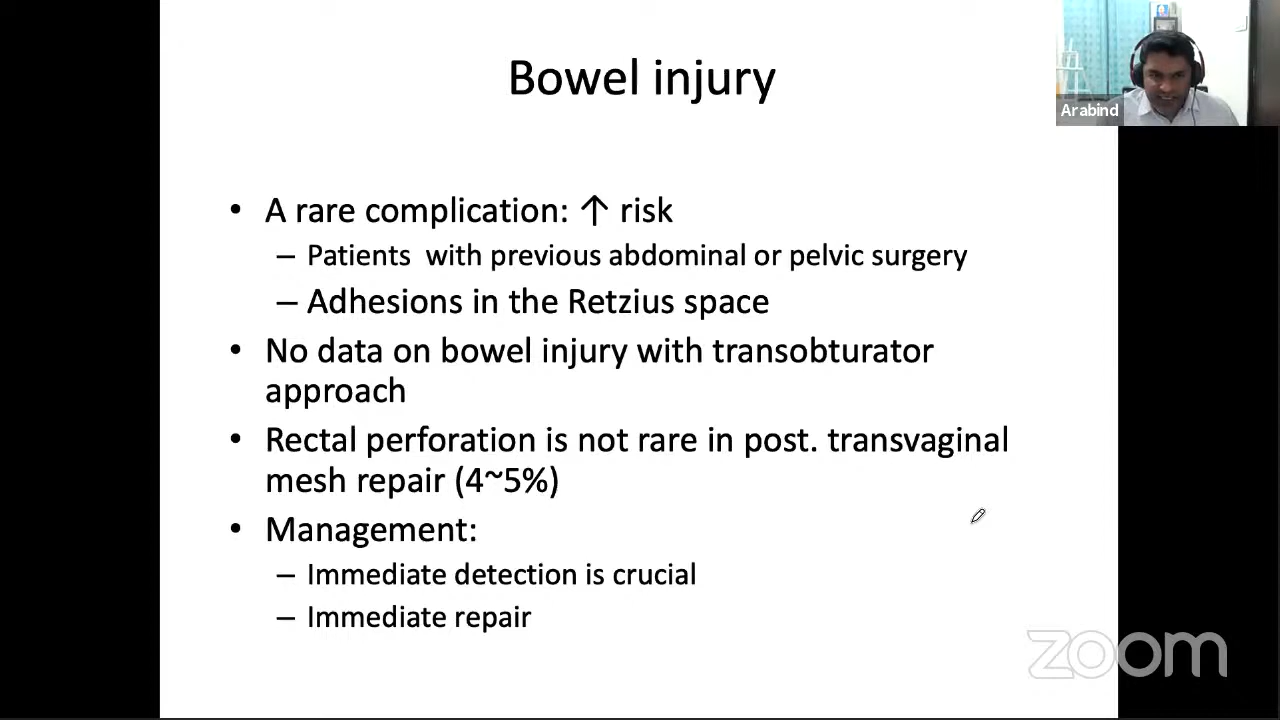 Bowel injury
Arabind
• A rare complication: ↑ risk
– Patients with previous abdominal or pelvic surgery
– Adhesions in the Retzius space
• No data on bowel injury with transobturator
approach
• Rectal perforation is not rare in post. transvaginal
mesh repair (4~5%)
• Management:
– Immediate detection is crucial
– Immediate repair
zoom